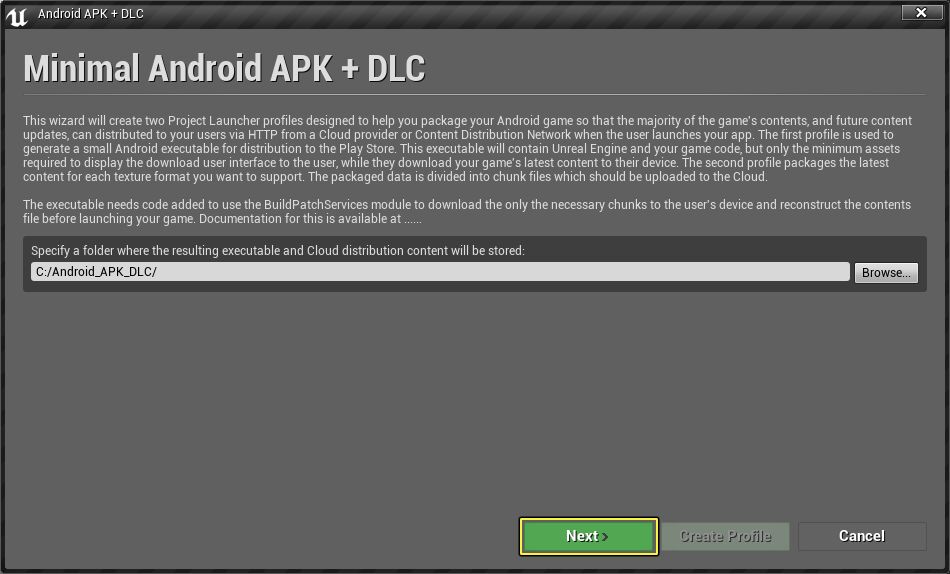 Android APK + DLC
Minimal Android APK + DLC
This wizard will create two Project Launcher profiles designed to help you package your Android game so that the majority of the game's contents, and future content
updates, can distributed to your users via HTTP from a Cloud provider or Content Distribution Network when the user launches your app. The first profile is used to
generate a small Android executable for distribution to the Play Store. This executable will contain Unreal Engine and your game code, but only the minimum assets
required to display the download user interface to the user, while they download your game's latest content to their device. The second profile packages the latest
content for each texture format you want to support. The packaged data is divided into chunk files which should be uploaded to the Cloud.
The executable needs code added to use the BuildPatchServices module to download the only the necessary chunks to the user's device and reconstruct the contents
file before launching your game. Documentation for this is available at ......
Specify a folder where the resulting executable and Cloud distribution content will be stored:
C:/Android_APK_DLC/
Browse...
Next >
Create Profile
Cancel